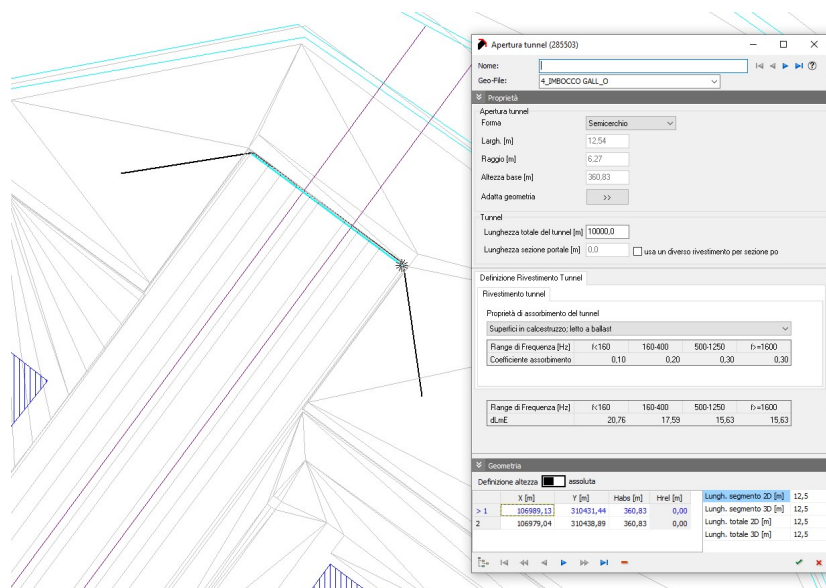 Apertura tunnel (285503)
Nome:
Geo-File: 4_IMBOCCO GALL_O
Proprietà
Apertura tunnel
Forma Semicerchio
Largh. [m] 12,54
Raggio [m] 6,27
Altezza base [m] 360,83
Adatta geometria >>
Tunnel
Lunghezza totale del tunnel [m] 10000,0
Lunghezza sezione portale [m] 0,0 usa un diverso rivestimento per sezione po
Definizione Rivestimento Tunnel
Rivestimento tunnel
Proprietà di assorbimento del tunnel
Superfici in calcestruzzo; letto a ballast
Range di Frequenza [Hz] f<160 160-400 500-1250 f>=1600
Coefficiente assorbimento 0,10 0,20 0,30 0,30
Range di Frequenza [Hz] f<160 160-400 500-1250 f>=1600
dLmE 20,76 17,59 15,63 15,63
Geometria
Definizione altezza assoluta
X [m] Y [m] Habs [m] Hrel [m]
> 1 106989,13 310431,44 360,83 0,00
2 106979,04 310438,89 360,83 0,00
Lungh. segmento 2D [m] 12,5
Lungh. segmento 3D [m] 12,5
Lungh. totale 2D [m] 12,5
Lungh. totale 3D [m] 12,5